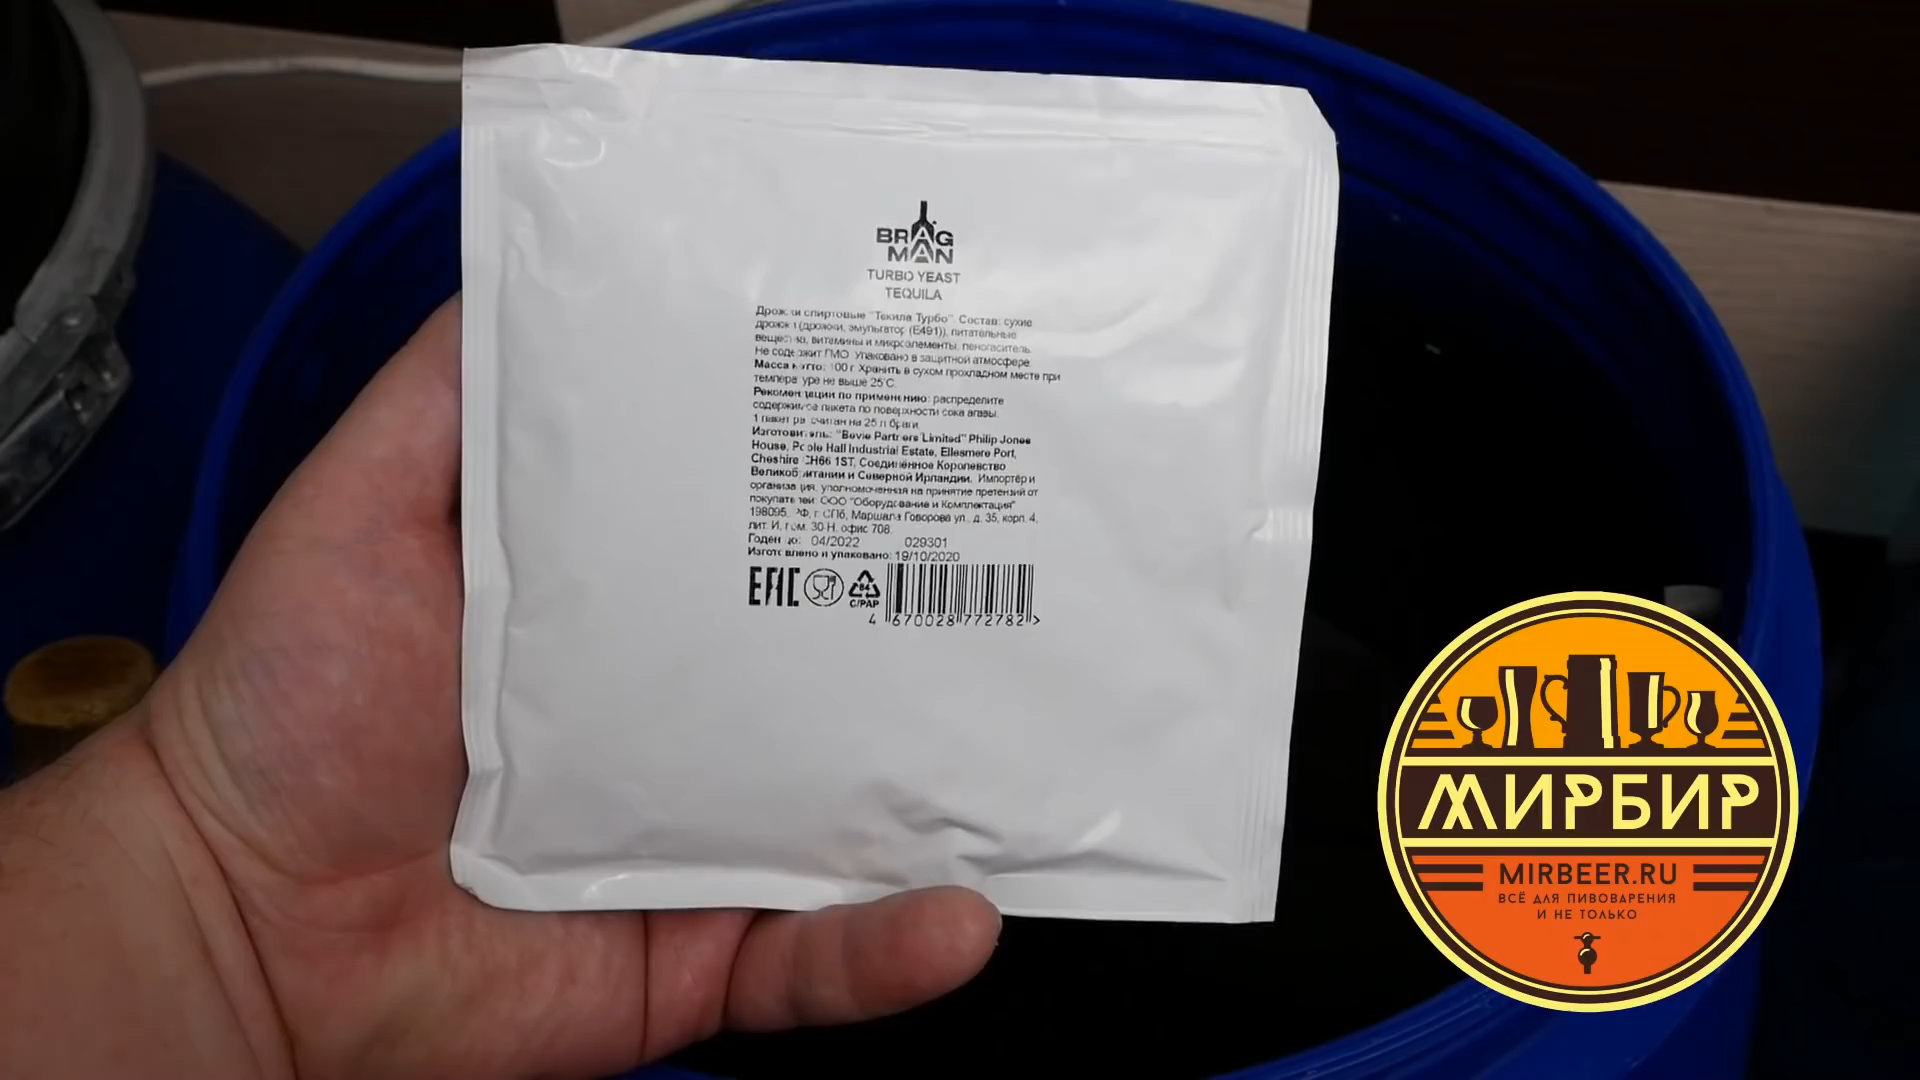 BRAG
MAN
TURBO YEAST
TEQUILA
Дрожжи спиртовые "Текила Турбо". Состав: сухие
дрожжи (дрожжи, эмульгатор (E491)), питательные
вещества, витамины и микроэлементы, пеногаситель.
Не содержит ГМО. Упаковано в защитной атмосфере.
Масса нетто: 100 г. Хранить в сухом прохладном месте при
температуре не выше 25°С.
Рекомендации по применению: распределите
содержимое пакета по поверхности сока агавы.
1 пакет рассчитан на 25 л браги.
Изготовитель: "Bevie Partners Limited" Philip Jones
House, Poole Hall Industrial Estate, Ellesmere Port,
Cheshire CH66 1ST, Соединённое Королевство
Великобритании и Северной Ирландии. Импортёр и
организация, уполномоченная на принятие претензий от
покупателей: ООО "Оборудование и Комплектация"
198095, РФ, г. СПб, Маршала Говорова ул., д. 35, корп. 4,
лит. И, пом. 30 Н, офис 708.
Годен до: 04/2022 029301
Изготовлено и упаковано: 19/10/2020
EAC
84
C/PAP
4 670028 772782 >
МИРБИР
MIRBEER.RU
ВСЁ ДЛЯ ПИВОВАРЕНИЯ
И НЕ ТОЛЬКО